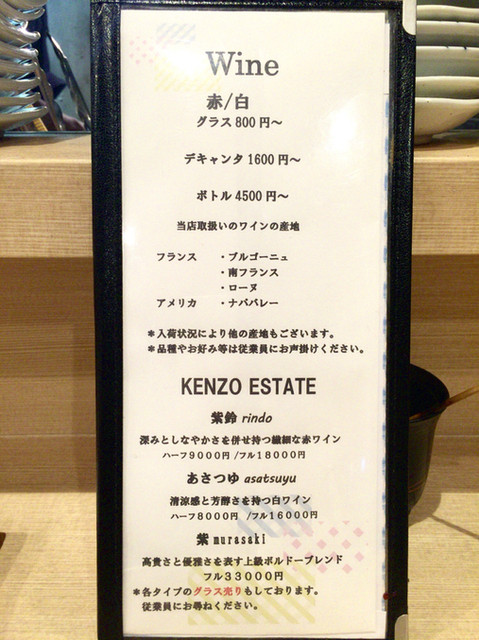 Wine
赤/白
グラス 800円～
デキャンタ 1600円～
ボトル 4500円～
当店取扱いのワインの産地
フランス ・ブルゴーニュ
・南フランス
・ローヌ
アメリカ ・ナパバレー
＊入荷状況により他の産地もございます。
＊品種やお好み等は従業員にお声掛けください。
KENZO ESTATE
紫鈴 rindo
深みとしなやかさを併せ持つ繊細な赤ワイン
ハーフ9000円 /フル18000円
あさつゆ asatsuyu
清涼感と芳醇さを持つ白ワイン
ハーフ8000円 /フル16000円
紫 murasaki
高貴さと優雅さを表す上級ボルドーブレンド
フル33000円
＊各タイプのグラス売りもしております。
従業員にお尋ねください。